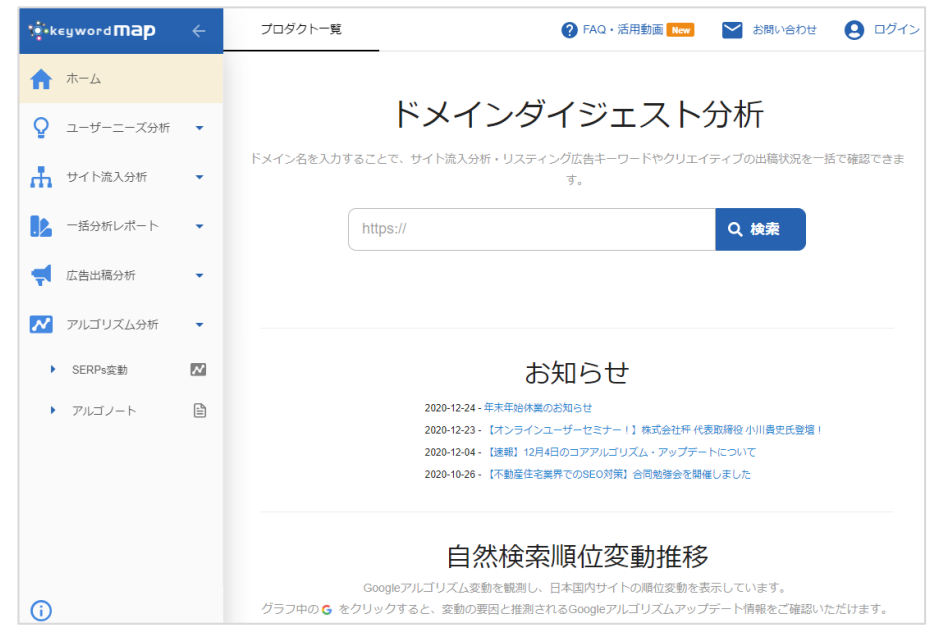 keywordmap
プロダクト一覧
FAQ・活用動画 New
お問い合わせ
ログイン
ホーム
ユーザーニーズ分析
サイト流入分析
一括分析レポート
広告出稿分析
アルゴリズム分析
SERPs変動
アルゴノート
ドメインダイジェスト分析
ドメイン名を入力することで、サイト流入分析・リスティング広告キーワードやクリエイティブの出稿状況を一括で確認できま
す。
https://
検索
お知らせ
2020-12-24 - 年末年始休業のお知らせ
2020-12-23 - 【オンラインユーザーセミナー！】株式会社秤 代表取締役 小川貴史氏登壇！
2020-12-04 - 【速報】12月4日のコアアルゴリズム・アップデートについて
2020-10-26 - 【不動産住宅業界でのSEO対策】合同勉強会を開催しました
自然検索順位変動推移
Googleアルゴリズム変動を観測し、日本国内サイトの順位変動を表示しています。
グラフ中の G をクリックすると、変動の要因と推測されるGoogleアルゴリズムアップデート情報をご確認いただけます。